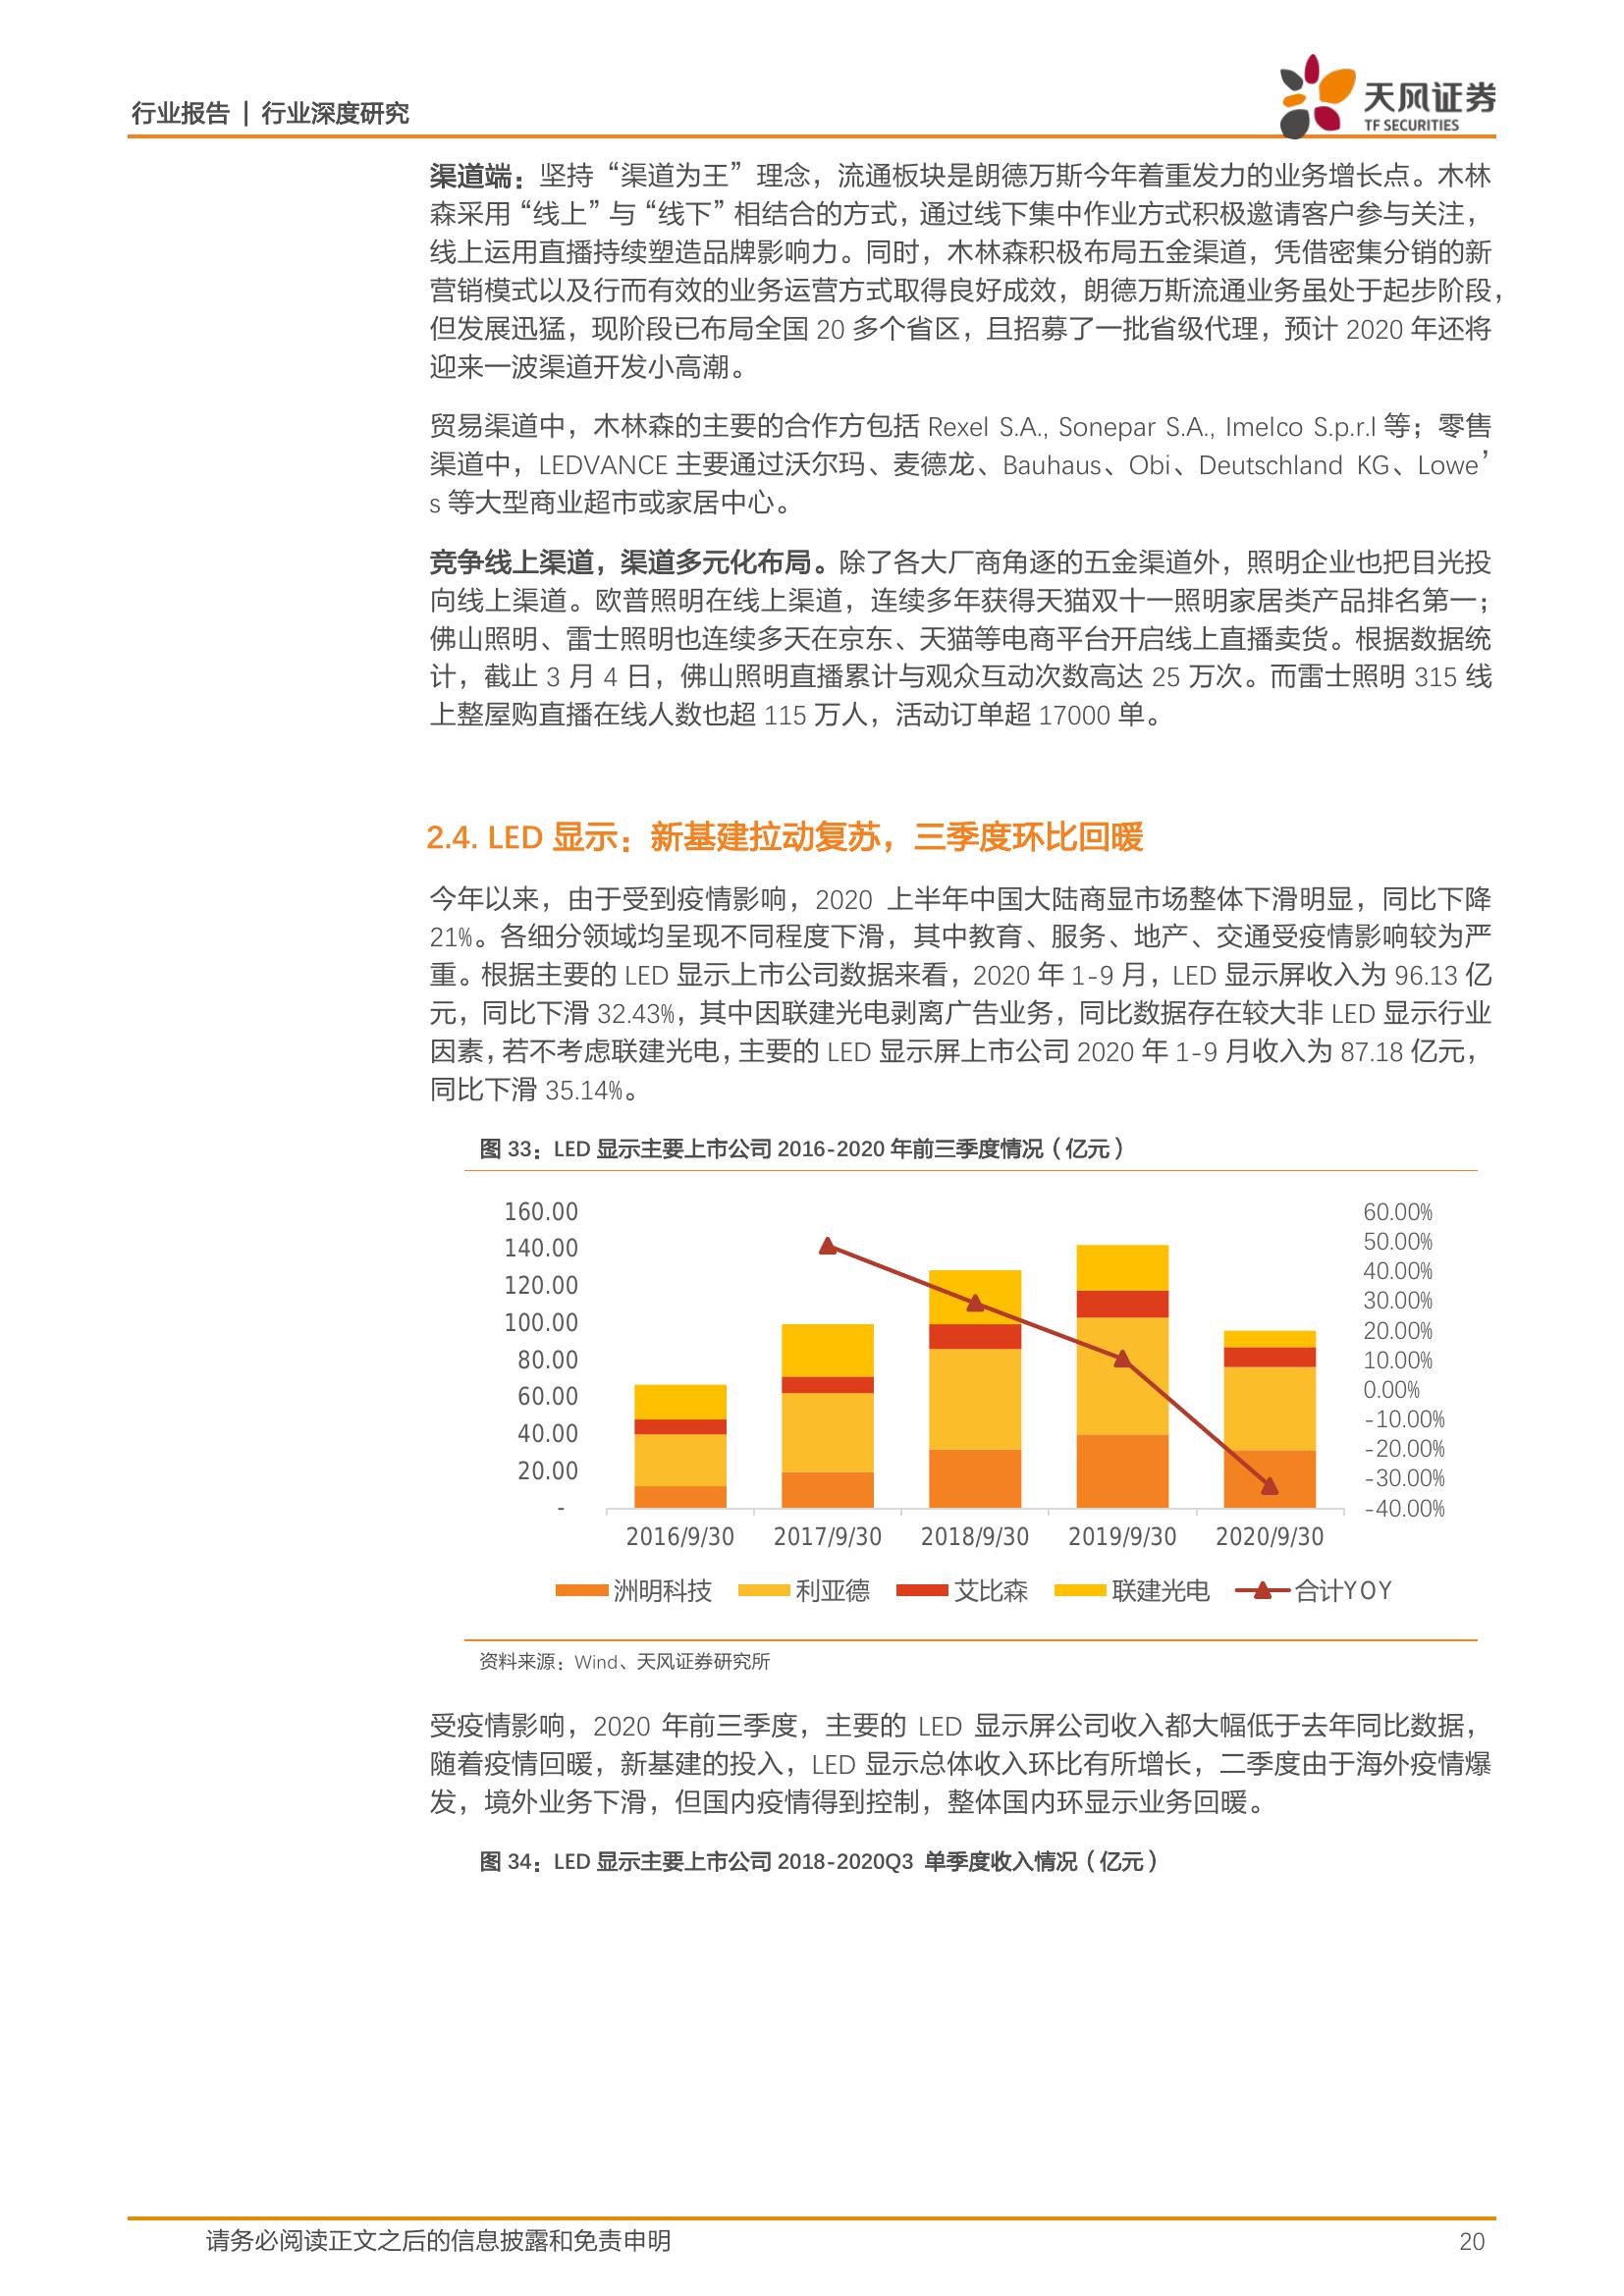 行业报告 | 行业深度研究
天风证券
TF SECURITIES
渠道端：坚持“渠道为王”理念，流通板块是朗德万斯今年着重发力的业务增长点。木林
森采用“线上”与“线下”相结合的方式，通过线下集中作业方式积极邀请客户参与关注，
线上运用直播持续塑造品牌影响力。同时，木林森积极布局五金渠道，凭借密集分销的新
营销模式以及行而有效的业务运营方式取得良好成效，朗德万斯流通业务虽处于起步阶段，
但发展迅猛，现阶段已布局全国 20 多个省区，且招募了一批省级代理，预计 2020 年还将
迎来一波渠道开发小高潮。
贸易渠道中，木林森的主要的合作方包括 Rexel S.A., Sonepar S.A., Imelco S.p.r.l 等；零售
渠道中，LEDVANCE 主要通过沃尔玛、麦德龙、Bauhaus、Obi、Deutschland KG、Lowe’
s 等大型商业超市或家居中心。
竞争线上渠道，渠道多元化布局。除了各大厂商角逐的五金渠道外，照明企业也把目光投
向线上渠道。欧普照明在线上渠道，连续多年获得天猫双十一照明家居类产品排名第一；
佛山照明、雷士照明也连续多天在京东、天猫等电商平台开启线上直播卖货。根据数据统
计，截止 3 月 4 日，佛山照明直播累计与观众互动次数高达 25 万次。而雷士照明 315 线
上整屋购直播在线人数也超 115 万人，活动订单超 17000 单。
2.4. LED 显示：新基建拉动复苏，三季度环比回暖
今年以来，由于受到疫情影响，2020 上半年中国大陆商显市场整体下滑明显，同比下降
21%。各细分领域均呈现不同程度下滑，其中教育、服务、地产、交通受疫情影响较为严
重。根据主要的 LED 显示上市公司数据来看，2020 年 1-9 月，LED 显示屏收入为 96.13 亿
元，同比下滑 32.43%，其中因联建光电剥离广告业务，同比数据存在较大非 LED 显示行业
因素，若不考虑联建光电，主要的 LED 显示屏上市公司 2020 年 1-9 月收入为 87.18 亿元，
同比下滑 35.14%。
图 33：LED 显示主要上市公司 2016-2020 年前三季度情况（亿元）
160.00
140.00
120.00
100.00
80.00
60.00
40.00
20.00
-
60.00%
50.00%
40.00%
30.00%
20.00%
10.00%
0.00%
-10.00%
-20.00%
-30.00%
-40.00%
2016/9/30 2017/9/30 2018/9/30 2019/9/30 2020/9/30
洲明科技 利亚德 艾比森 联建光电 合计YOY
资料来源：Wind、天风证券研究所
受疫情影响，2020 年前三季度，主要的 LED 显示屏公司收入都大幅低于去年同比数据，
随着疫情回暖，新基建的投入，LED 显示总体收入环比有所增长，二季度由于海外疫情爆
发，境外业务下滑，但国内疫情得到控制，整体国内环显示业务回暖。
图 34：LED 显示主要上市公司 2018-2020Q3 单季度收入情况（亿元）
请务必阅读正文之后的信息披露和免责申明
20